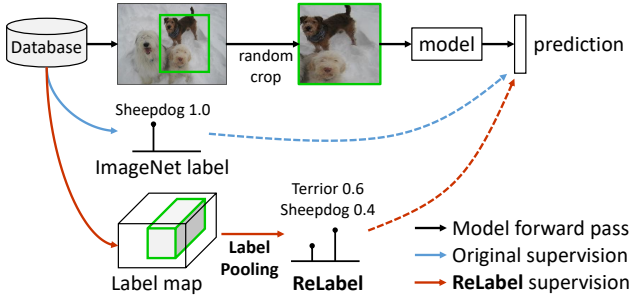 Database
random
crop
model
prediction
Sheepdog 1.0
ImageNet label
Terrior 0.6
Sheepdog 0.4
Label
Pooling
Label map
ReLabel
Model forward pass
Original supervision
ReLabel supervision